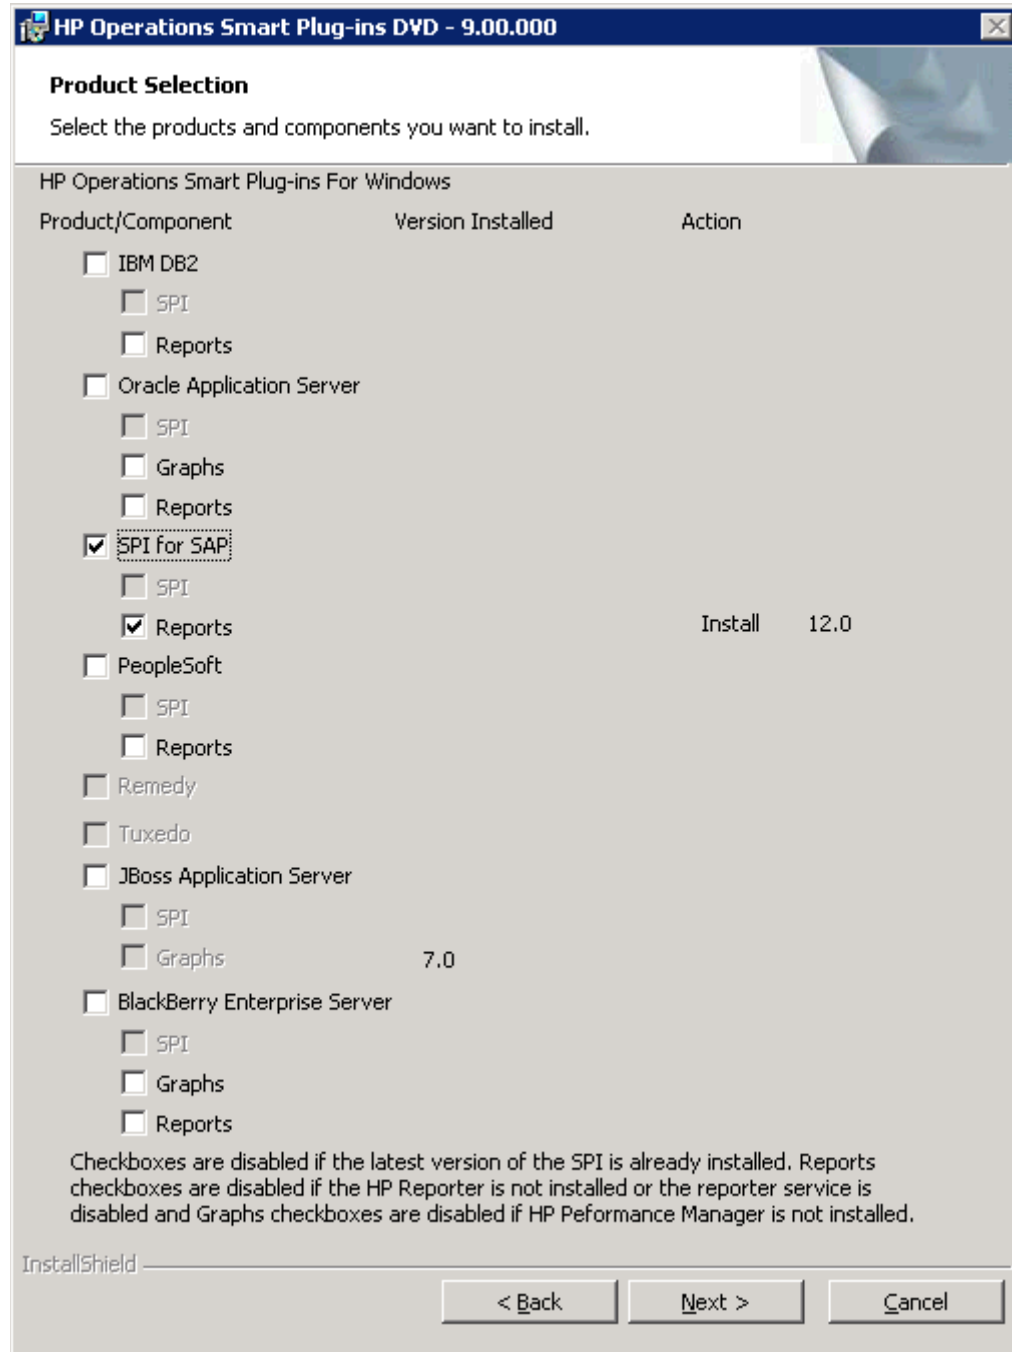 HP Operations Smart Plug-ins DVD - 9.00.000
Product Selection
Select the products and components you want to install.
HP Operations Smart Plug-ins For Windows
Product/Component Version Installed Action
IBM DB2
SPI
Reports
Oracle Application Server
SPI
Graphs
Reports
SPI for SAP
SPI
Reports Install 12.0
PeopleSoft
SPI
Reports
Remedy
Tuxedo
JBoss Application Server
SPI
Graphs 7.0
BlackBerry Enterprise Server
SPI
Graphs
Reports
Checkboxes are disabled if the latest version of the SPI is already installed. Reports
checkboxes are disabled if the HP Reporter is not installed or the reporter service is
disabled and Graphs checkboxes are disabled if HP Peformance Manager is not installed.
InstallShield
< Back Next > Cancel